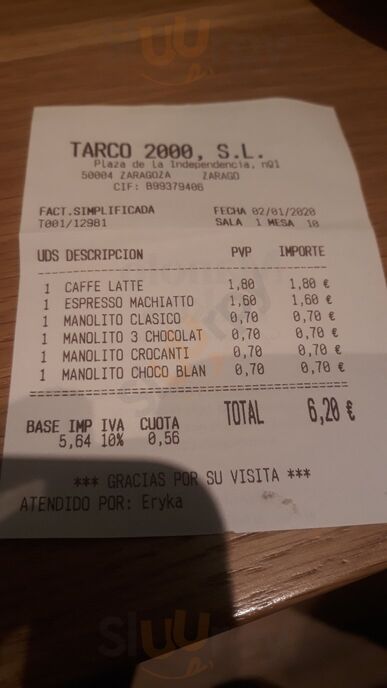 TARCO 2000, S.L.
Plaza de la Independencia, nº1
50004 ZARAGOZA ZARAGO
CIF: B99379406
FACT.SIMPLIFICADA FECHA 02/01/2020
T001/12981 SALA 1 MESA 10
UDS DESCRIPCION PVP IMPORTE
1 CAFFE LATTE 1,80 1,80 €
1 ESPRESSO MACHIATTO 1,60 1,60 €
1 MANOLITO CLASICO 0,70 0,70 €
1 MANOLITO 3 CHOCOLAT 0,70 0,70 €
1 MANOLITO CROCANTI 0,70 0,70 €
1 MANOLITO CHOCO BLAN 0,70 0,70 €
TOTAL 6,20 €
BASE IMP IVA CUOTA
5,64 10% 0,56
*** GRACIAS POR SU VISITA ***
ATENDIDO POR: Eryka
Sluurpy